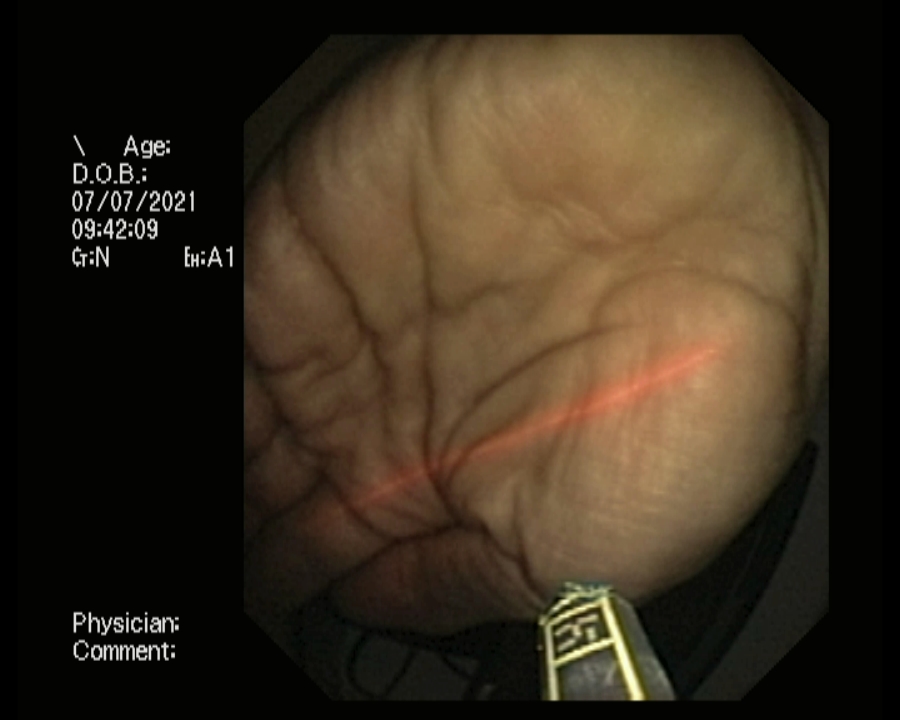 \ Age:
D.O.B.:
07/07/2021
09:42:09
Cr:N Eh:A1
Physician:
Comment: